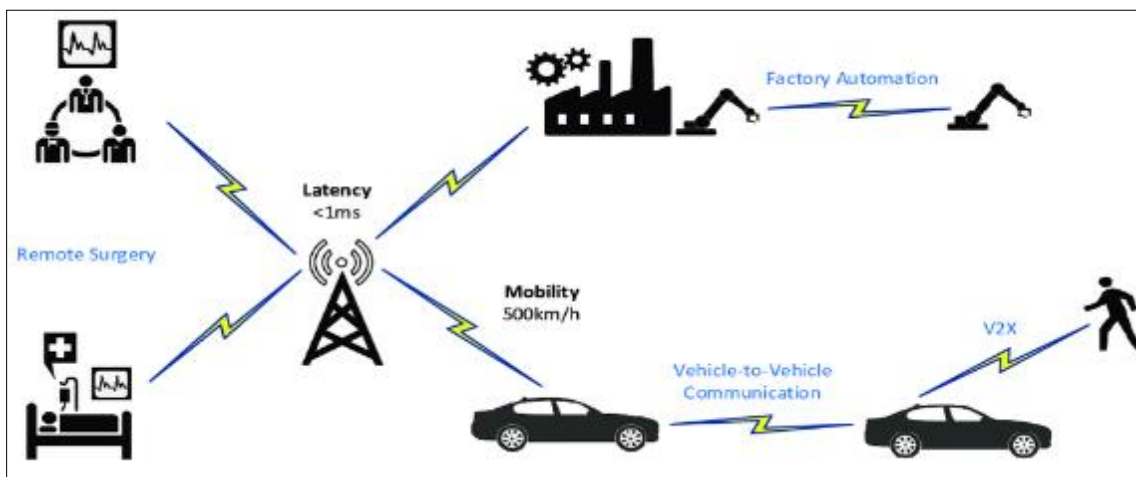 Factory Automation
Latency
<1ms
Remote Surgery
Mobility
500km/h
V2X
Vehicle-to-Vehicle
Communication